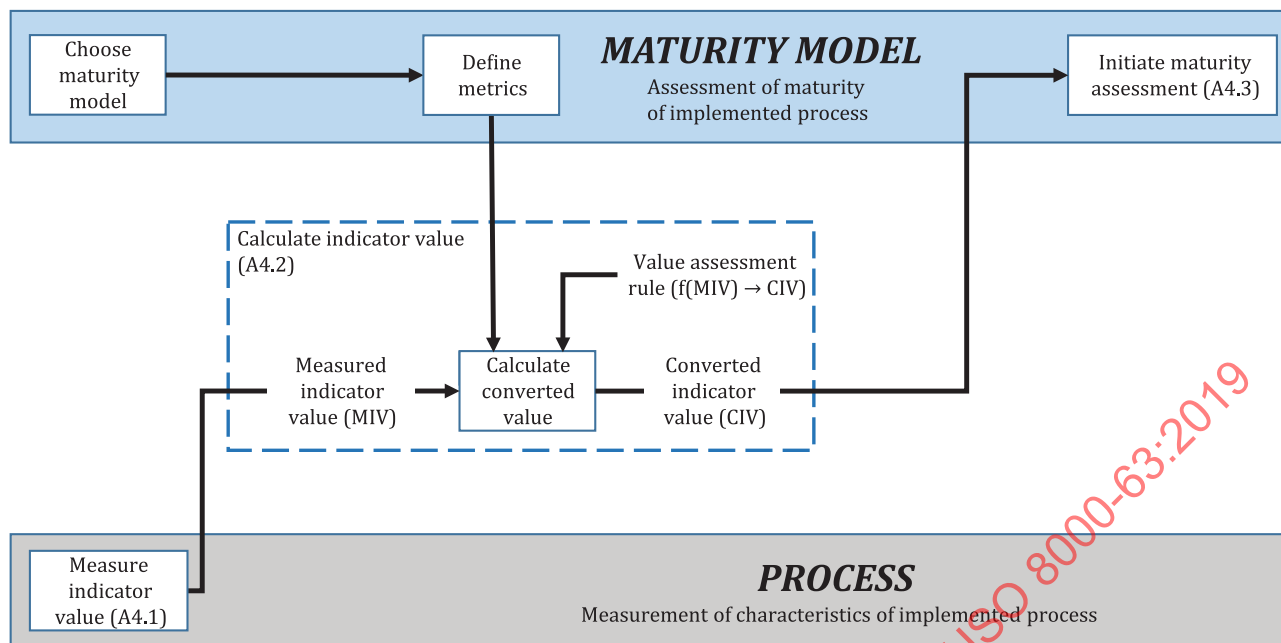 Choose
maturity
model
Define
metrics
MATURITY MODEL
Assessment of maturity
of implemented process
Initiate maturity
assessment (A4.3)
Calculate indicator value
(A4.2)
Value assessment
rule (f(MIV) → CIV)
Measured
indicator
value (MIV)
Calculate
converted
value
Converted
indicator
value (CIV)
Measure
indicator
value (A4.1)
PROCESS
Measurement of characteristics of implemented process
ISO 8000-63:2019